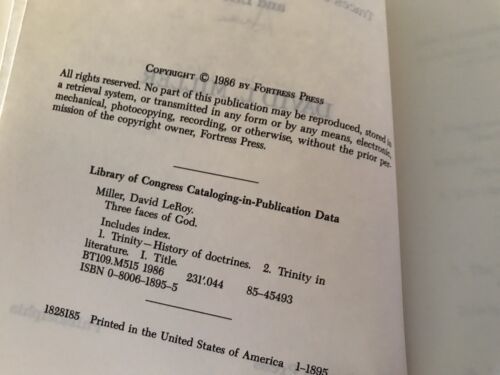 Traces
and
COPYRIGHT © 1986 BY FORTRESS PRESS
All rights reserved. No part of this publication may be reproduced, stored in
a retrieval system, or transmitted in any form or by any means, electronic,
mechanical, photocopying, recording, or otherwise, without the prior per-
mission of the copyright owner, Fortress Press.
Library of Congress Cataloging-in-Publication Data
Miller, David LeRoy.
Three faces of God.
Includes index.
1. Trinity—History of doctrines. 2. Trinity in
literature. I. Title.
BT109.M515 1986 231'.044 85-45493
ISBN 0-8006-1895-5
1828185 Printed in the United States of America 1-1895
Philadelphia